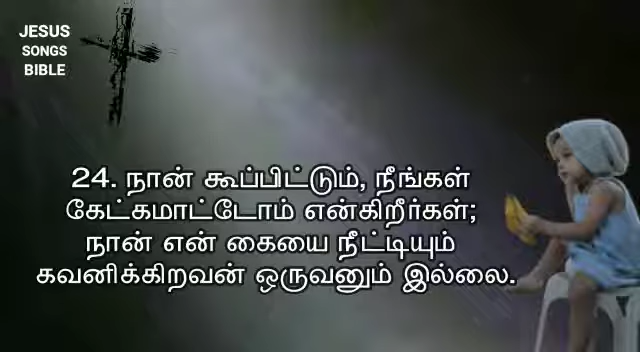 JESUS
SONGS
BIBLE
24. நான் கூப்பிட்டும், நீங்கள்
கேட்கமாட்டோம் என்கிறீர்கள்;
நான் என் கையை நீட்டியும்
கவனிக்கிறவன் ஒருவனும் இல்லை.